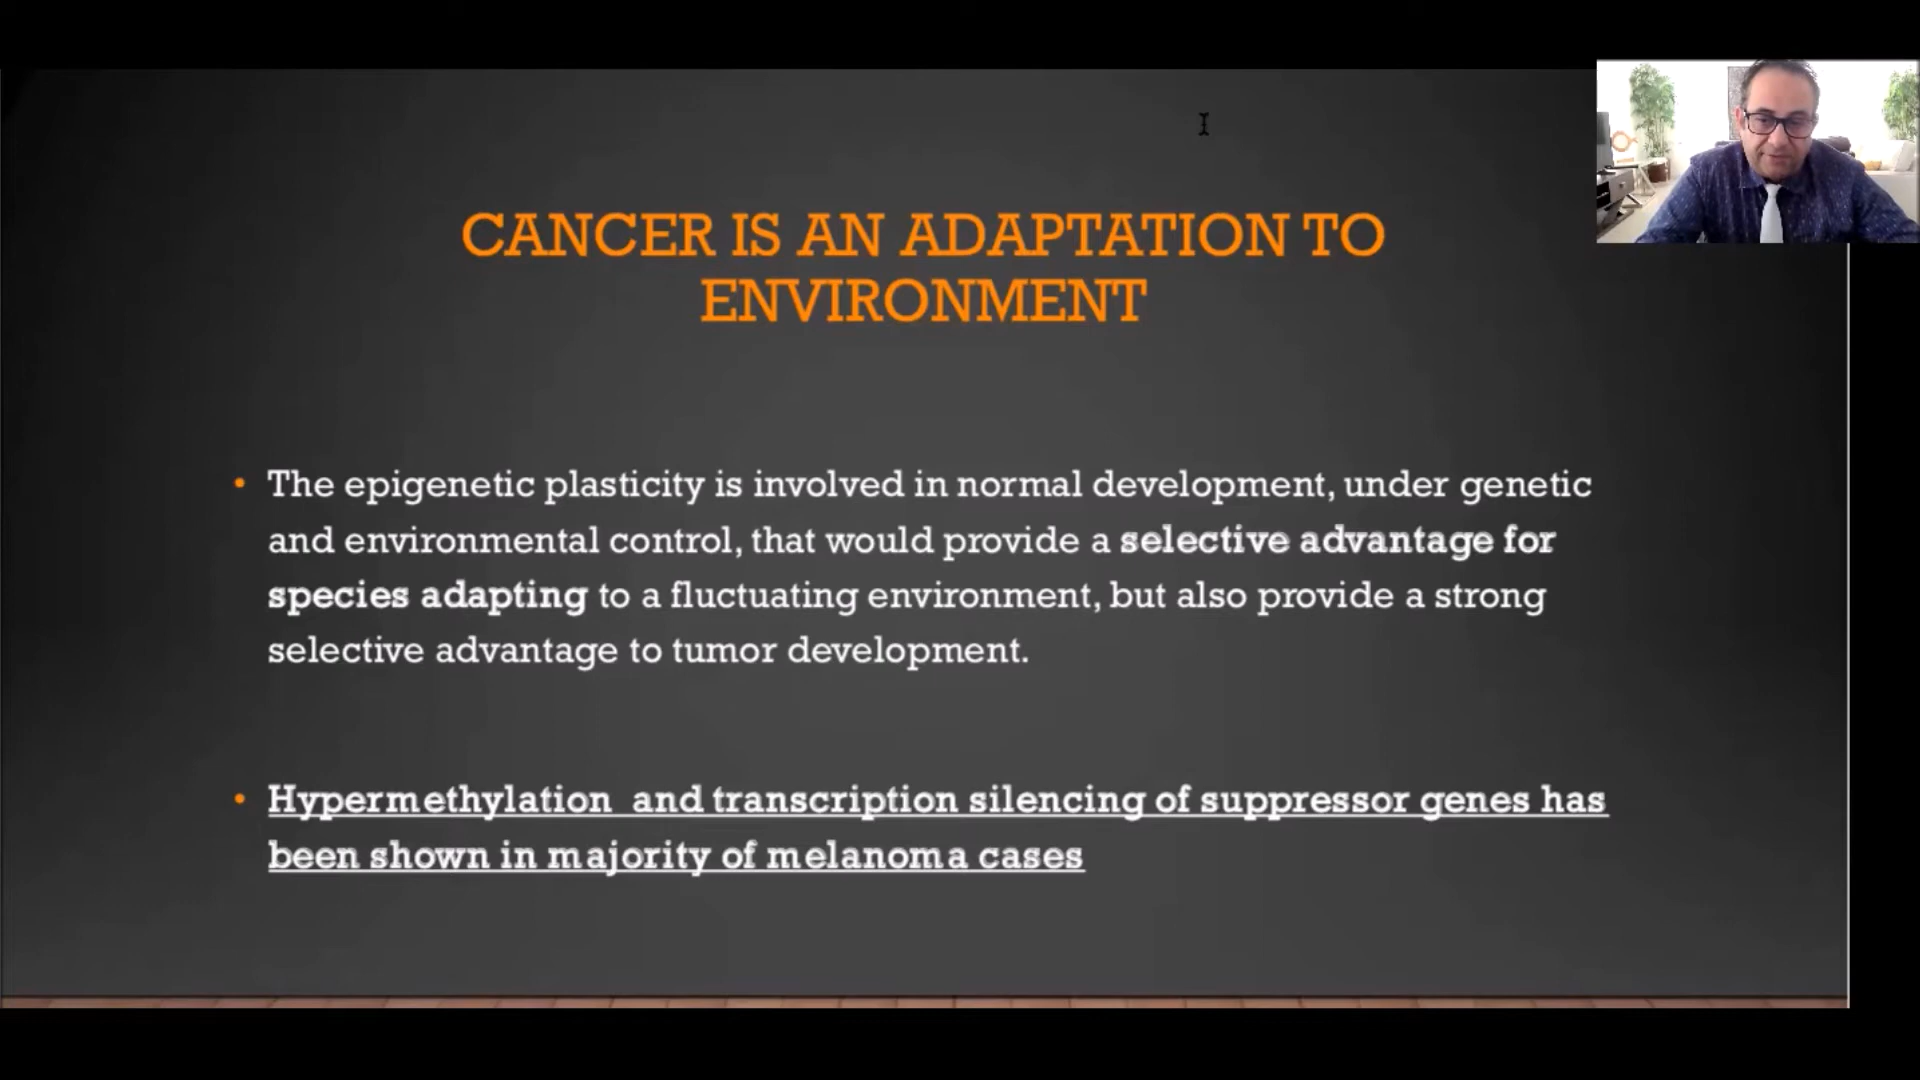 CANCER IS AN ADAPTATION TO
ENVIRONMENT
• The epigenetic plasticity is involved in normal development, under genetic
and environmental control, that would provide a selective advantage for
species adapting to a fluctuating environment, but also provide a strong
selective advantage to tumor development.
• Hypermethylation and transcription silencing of suppressor genes has
been shown in majority of melanoma cases